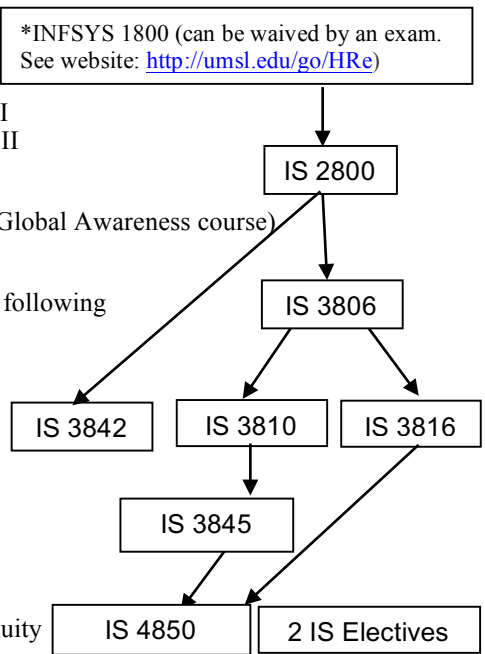 *INFSYS 1800 (can be waived by an exam.
See website: http://umsl.edu/go/HRe)
I
II
IS 2800
Global Awareness course)
following
IS 3806
IS 3842
IS 3810
IS 3816
IS 3845
uity
IS 4850
2 IS Electives